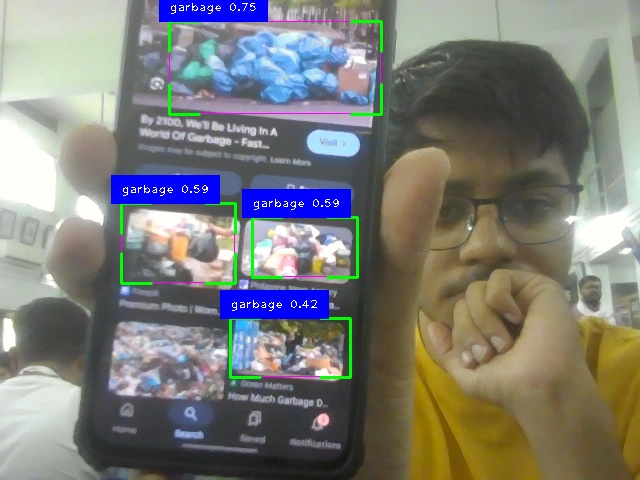 garbage 0.75
By 2100, We'll Be Living In A
World Of Garbage - Fast...
Visit >
Images may be subject to copyright. Learn More
garbage 0.59
garbage 0.59
Freepik
Premium Photo | Worn...
garbage 0.42
Green Matters
How Much Garbage D...
Home
Search
Saved
Notifications